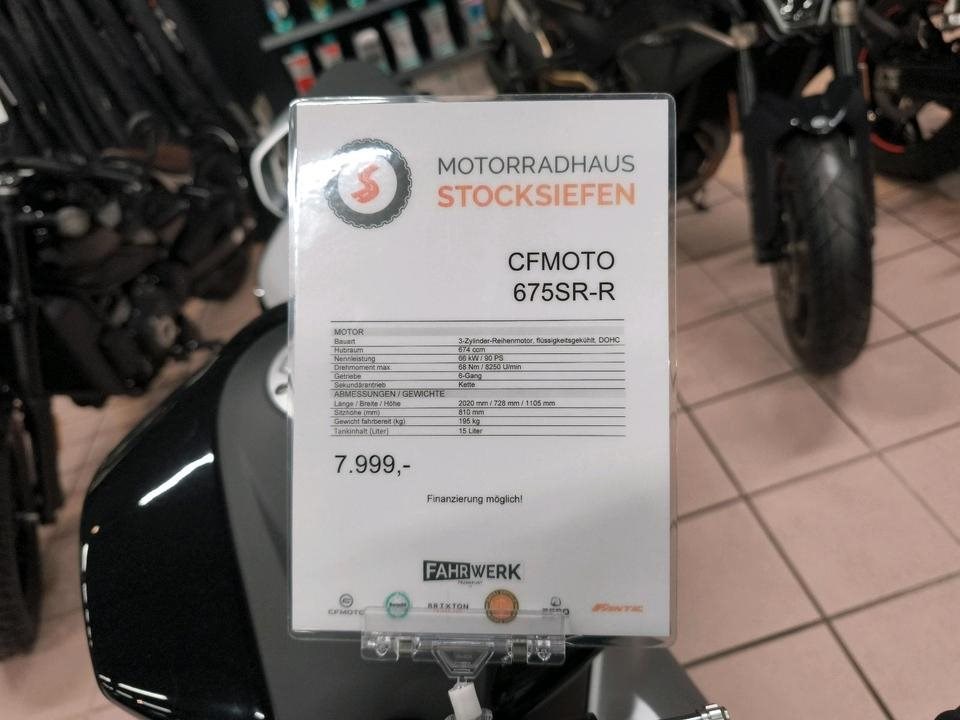 MOTORRADHAUS
STOCKSIEFEN
CFMOTO
675SR-R
MOTOR
Bauart 3-Zylinder-Reihenmotor, flüssigkeitsgekühlt, DOHC
Hubraum 674 ccm
Nennleistung 66 kW / 90 PS
Drehmoment max. 68 Nm / 8250 U/min
Getriebe 6-Gang
Sekundärantrieb Kette
ABMESSUNGEN / GEWICHTE
Länge / Breite / Höhe 2020 mm / 728 mm / 1105 mm
Sitzhöhe (mm) 810 mm
Gewicht fahrbereit (kg) 195 kg
Tankinhalt (Liter) 15 Liter
7.999,-
Finanzierung möglich!
FAHRWERK
CFMOTO BRIXTON ZERO FANTIC